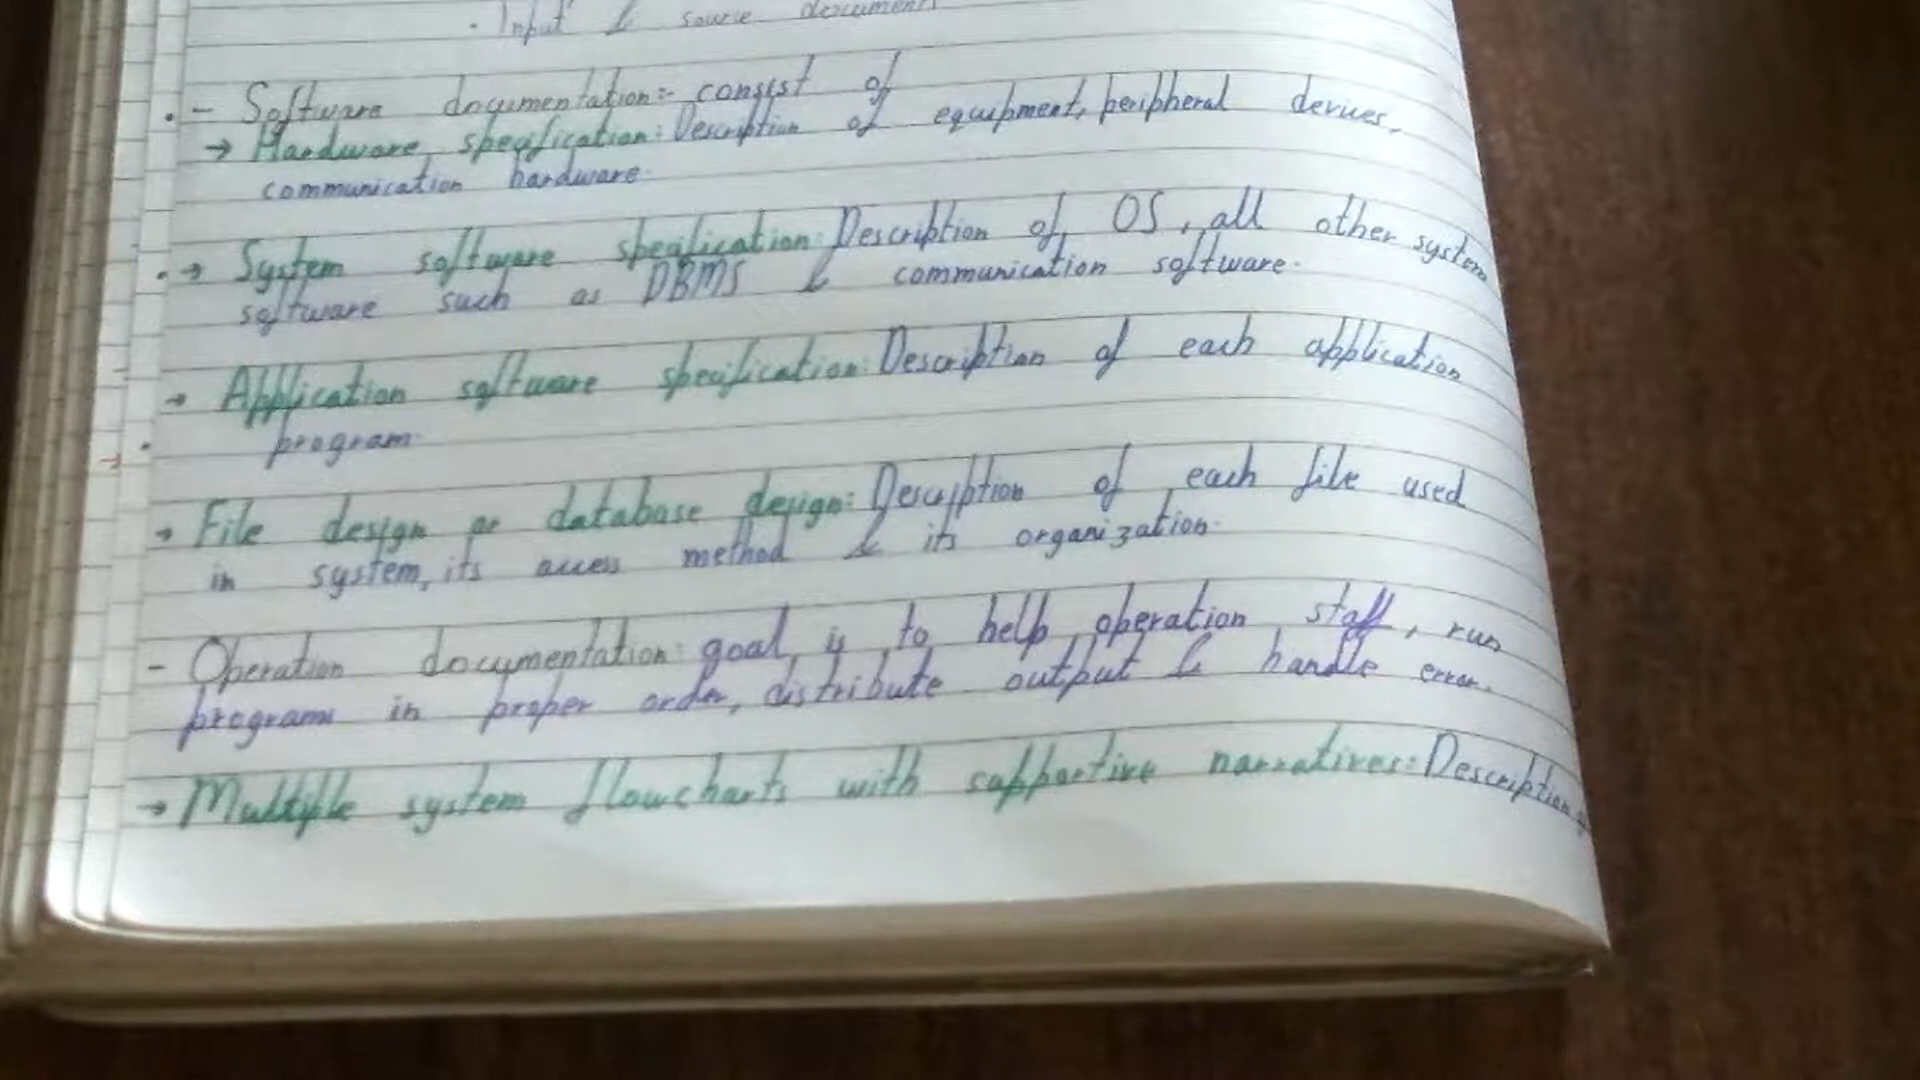 · Input & source document
- Software documentation:- consist of
→ Hardware specification: Description of equipment, peripheral devices,
communication hardware.
→ System software specification: Description of OS, all other system
software such as DBMS & communication software.
→ Application software specification: Description of each application
program.
→ File design or database design: Description of each file used
in system, its access method & its organization.
- Operation documentation: goal is to help operation staff, run
programs in proper order, distribute output & handle error.
→ Multiple system flowcharts with supportive narratives: Description of